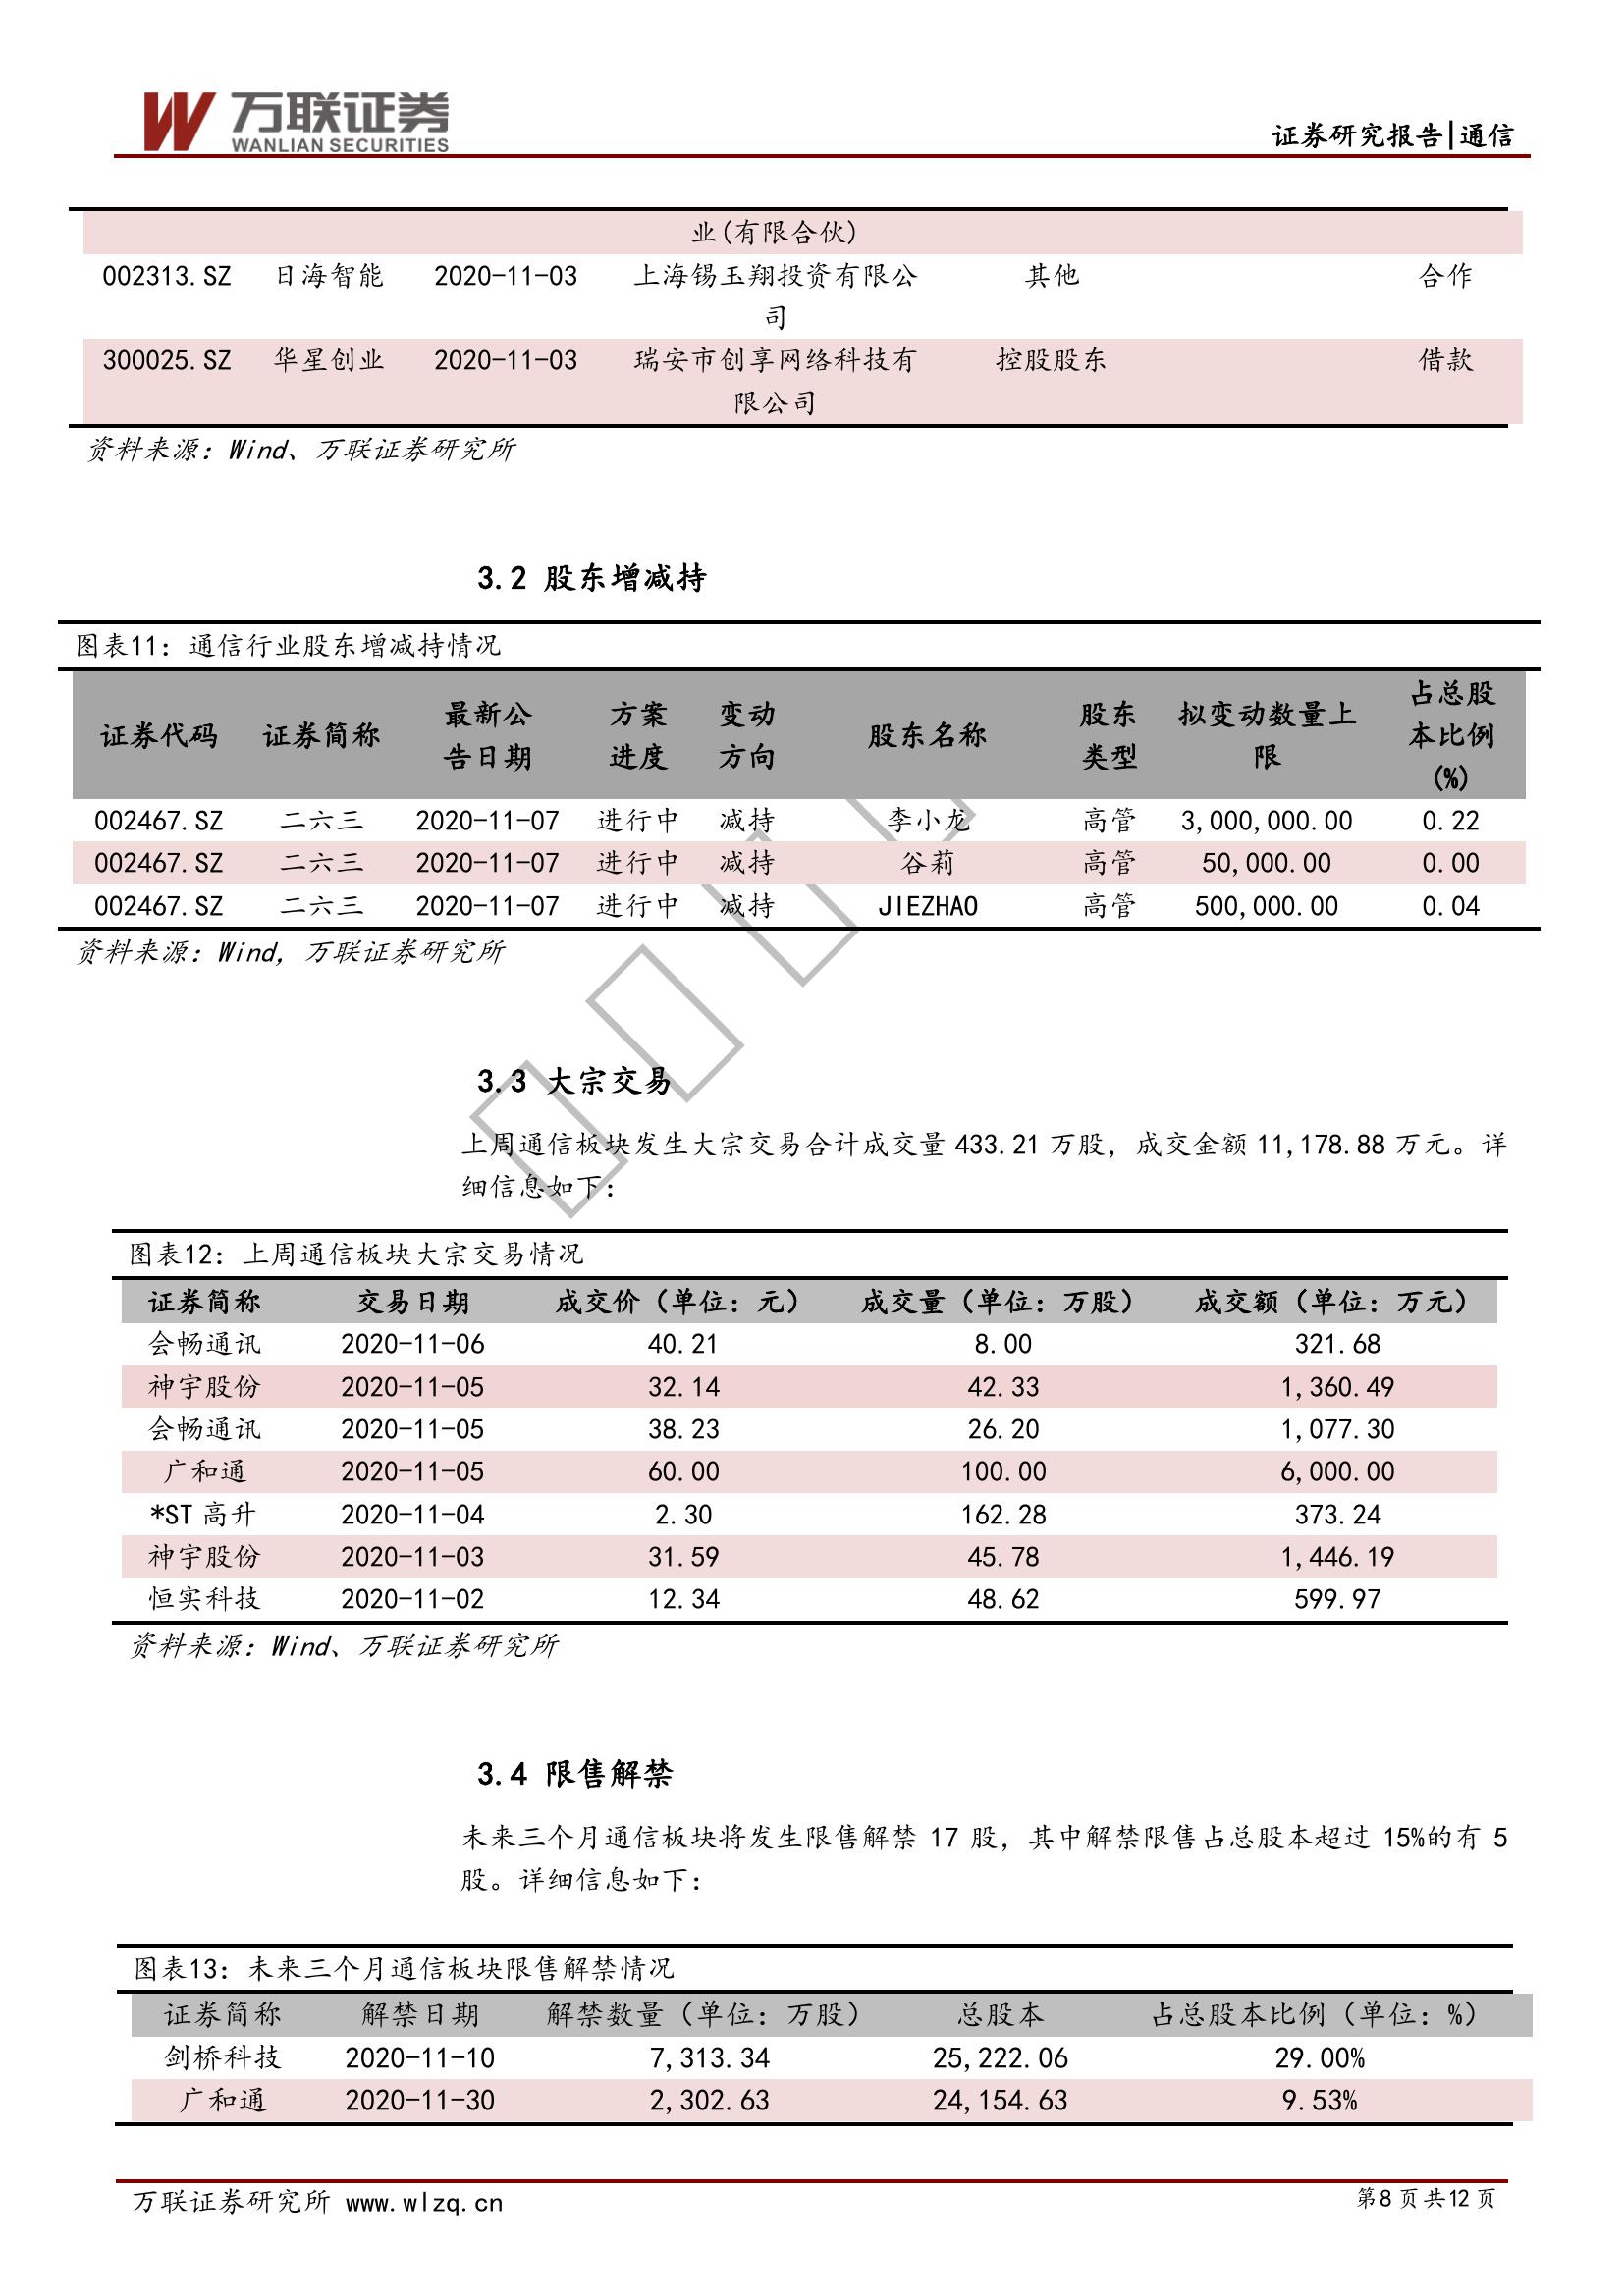 万联证券
WANLIAN SECURITIES
证券研究报告|通信
业(有限合伙)
002313.SZ 日海智能 2020-11-03 上海锡玉翔投资有限公 其他 合作
司
300025.SZ 华星创业 2020-11-03 瑞安市创享网络科技有 控股股东 借款
限公司
资料来源：Wind、万联证券研究所
3.2 股东增减持
图表11：通信行业股东增减持情况
证券代码 证券简称 最新公告日期 方案进度 变动方向 股东名称 股东类型 拟变动数量上限 占总股本比例(%)
002467.SZ 二六三 2020-11-07 进行中 减持 李小龙 高管 3,000,000.00 0.22
002467.SZ 二六三 2020-11-07 进行中 减持 谷莉 高管 50,000.00 0.00
002467.SZ 二六三 2020-11-07 进行中 减持 JIEZHAO 高管 500,000.00 0.04
资料来源：Wind，万联证券研究所
3.3 大宗交易
上周通信板块发生大宗交易合计成交量 433.21 万股，成交金额 11,178.88 万元。详
细信息如下：
图表12：上周通信板块大宗交易情况
证券简称 交易日期 成交价（单位：元） 成交量（单位：万股） 成交额（单位：万元）
会畅通讯 2020-11-06 40.21 8.00 321.68
神宇股份 2020-11-05 32.14 42.33 1,360.49
会畅通讯 2020-11-05 38.23 26.20 1,077.30
广和通 2020-11-05 60.00 100.00 6,000.00
*ST 高升 2020-11-04 2.30 162.28 373.24
神宇股份 2020-11-03 31.59 45.78 1,446.19
恒实科技 2020-11-02 12.34 48.62 599.97
资料来源：Wind、万联证券研究所
3.4 限售解禁
未来三个月通信板块将发生限售解禁 17 股，其中解禁限售占总股本超过 15%的有 5
股。详细信息如下：
图表13：未来三个月通信板块限售解禁情况
证券简称 解禁日期 解禁数量（单位：万股） 总股本 占总股本比例（单位：%）
剑桥科技 2020-11-10 7,313.34 25,222.06 29.00%
广和通 2020-11-30 2,302.63 24,154.63 9.53%
万联证券研究所 www.wlzq.cn 第8页共12页